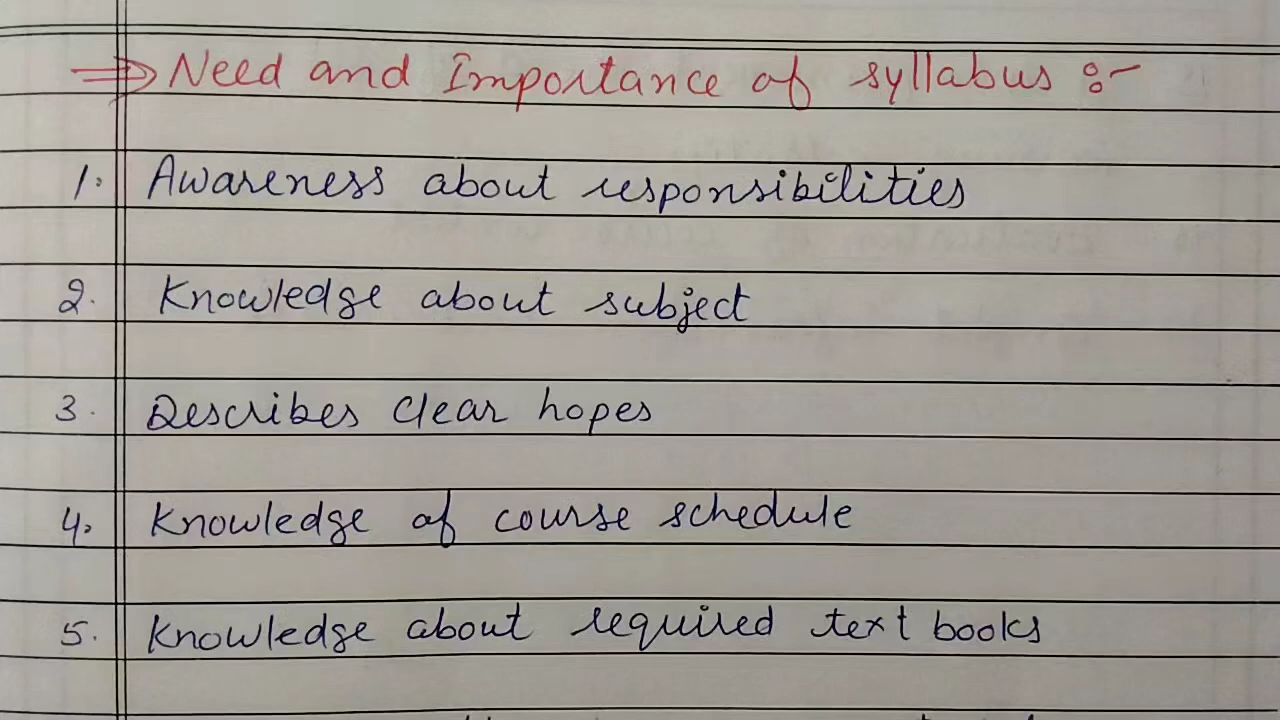 ⇒ Need and Importance of syllabus :-
1. Awareness about responsibilities
2. Knowledge about subject
3. Describes clear hopes
4. Knowledge of course schedule
5. Knowledge about required text books